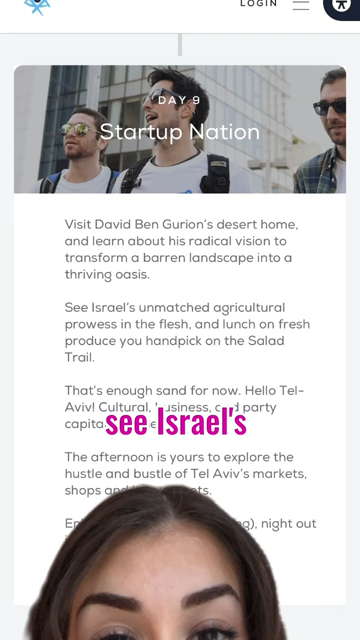 LOGIN
DAY 9
Startup Nation
Visit David Ben Gurion's desert home,
and learn about his radical vision to
transform a barren landscape into a
thriving oasis.
See Israel's unmatched agricultural
prowess in the flesh, and lunch on fresh
produce you handpick on the Salad
Trail.
That's enough sand for now. Hello Tel-
Aviv! Cultural, business, and party
see Israel's
The afternoon is yours to explore the
hustle and bustle of Tel Aviv's markets,
shops and
night out